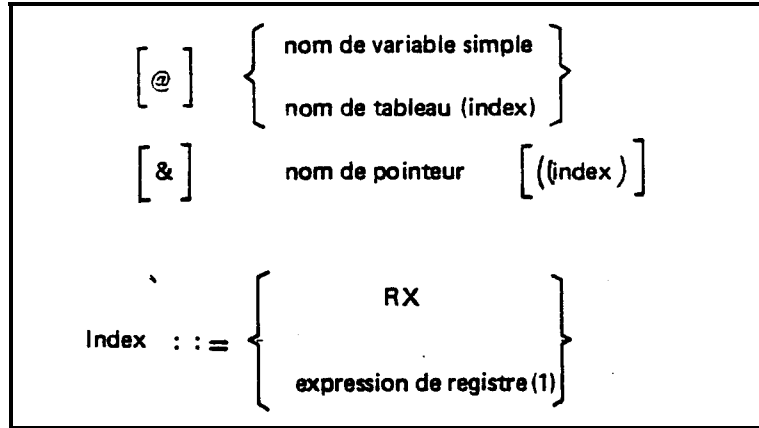 nom de variable simple
[@]
nom de tableau (index)
[&] nom de pointeur [((index)]
RX
Index ::=
expression de registre (1)